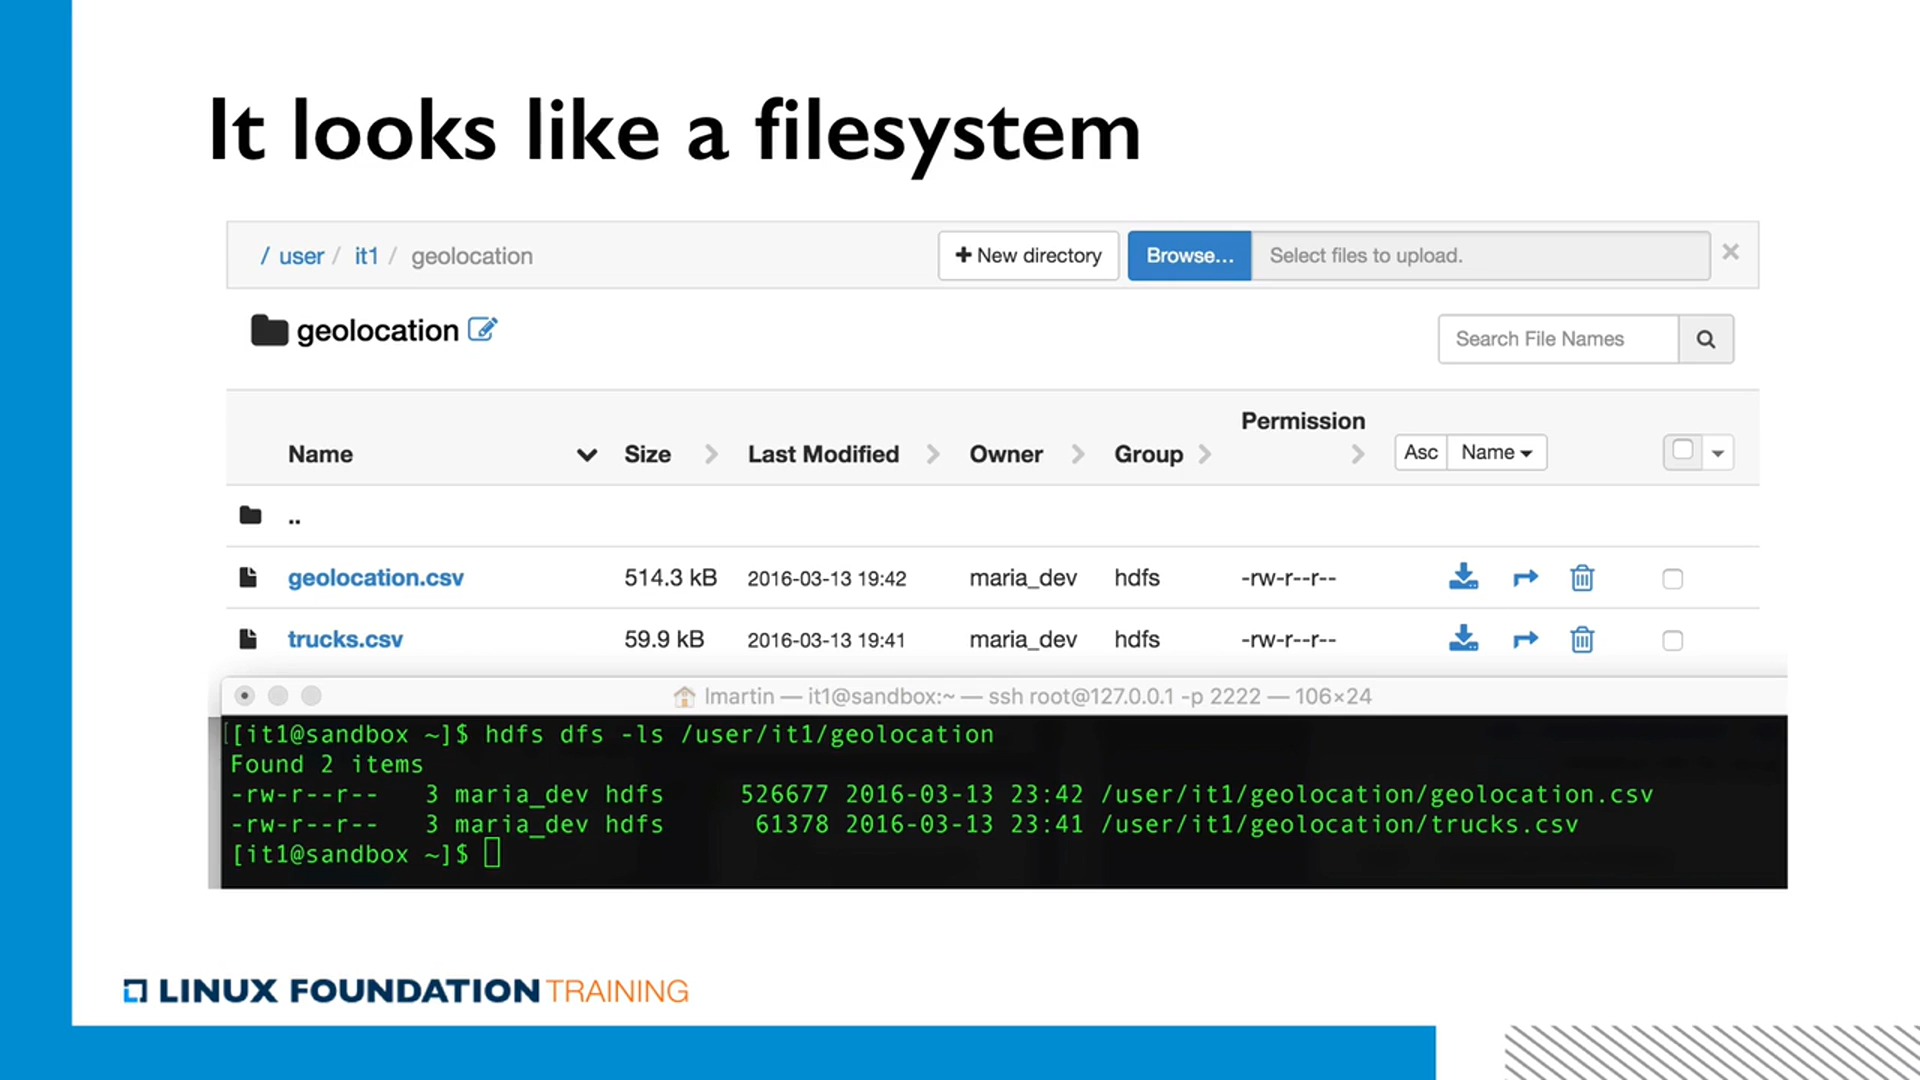 It looks like a filesystem
/ user / it1 / geolocation
New directory
Browse...
Select files to upload.
geolocation
Search File Names
Name Size Last Modified Owner Group Permission Asc Name
..
geolocation.csv 514.3 kB 2016-03-13 19:42 maria_dev hdfs -rw-r--r--
trucks.csv 59.9 kB 2016-03-13 19:41 maria_dev hdfs -rw-r--r--
lmartin — it1@sandbox:~ — ssh root@127.0.0.1 -p 2222 — 106×24
[[it1@sandbox ~]$ hdfs dfs -ls /user/it1/geolocation
Found 2 items
-rw-r--r-- 3 maria_dev hdfs 526677 2016-03-13 23:42 /user/it1/geolocation/geolocation.csv
-rw-r--r-- 3 maria_dev hdfs 61378 2016-03-13 23:41 /user/it1/geolocation/trucks.csv
[it1@sandbox ~]$
LINUX FOUNDATION TRAINING